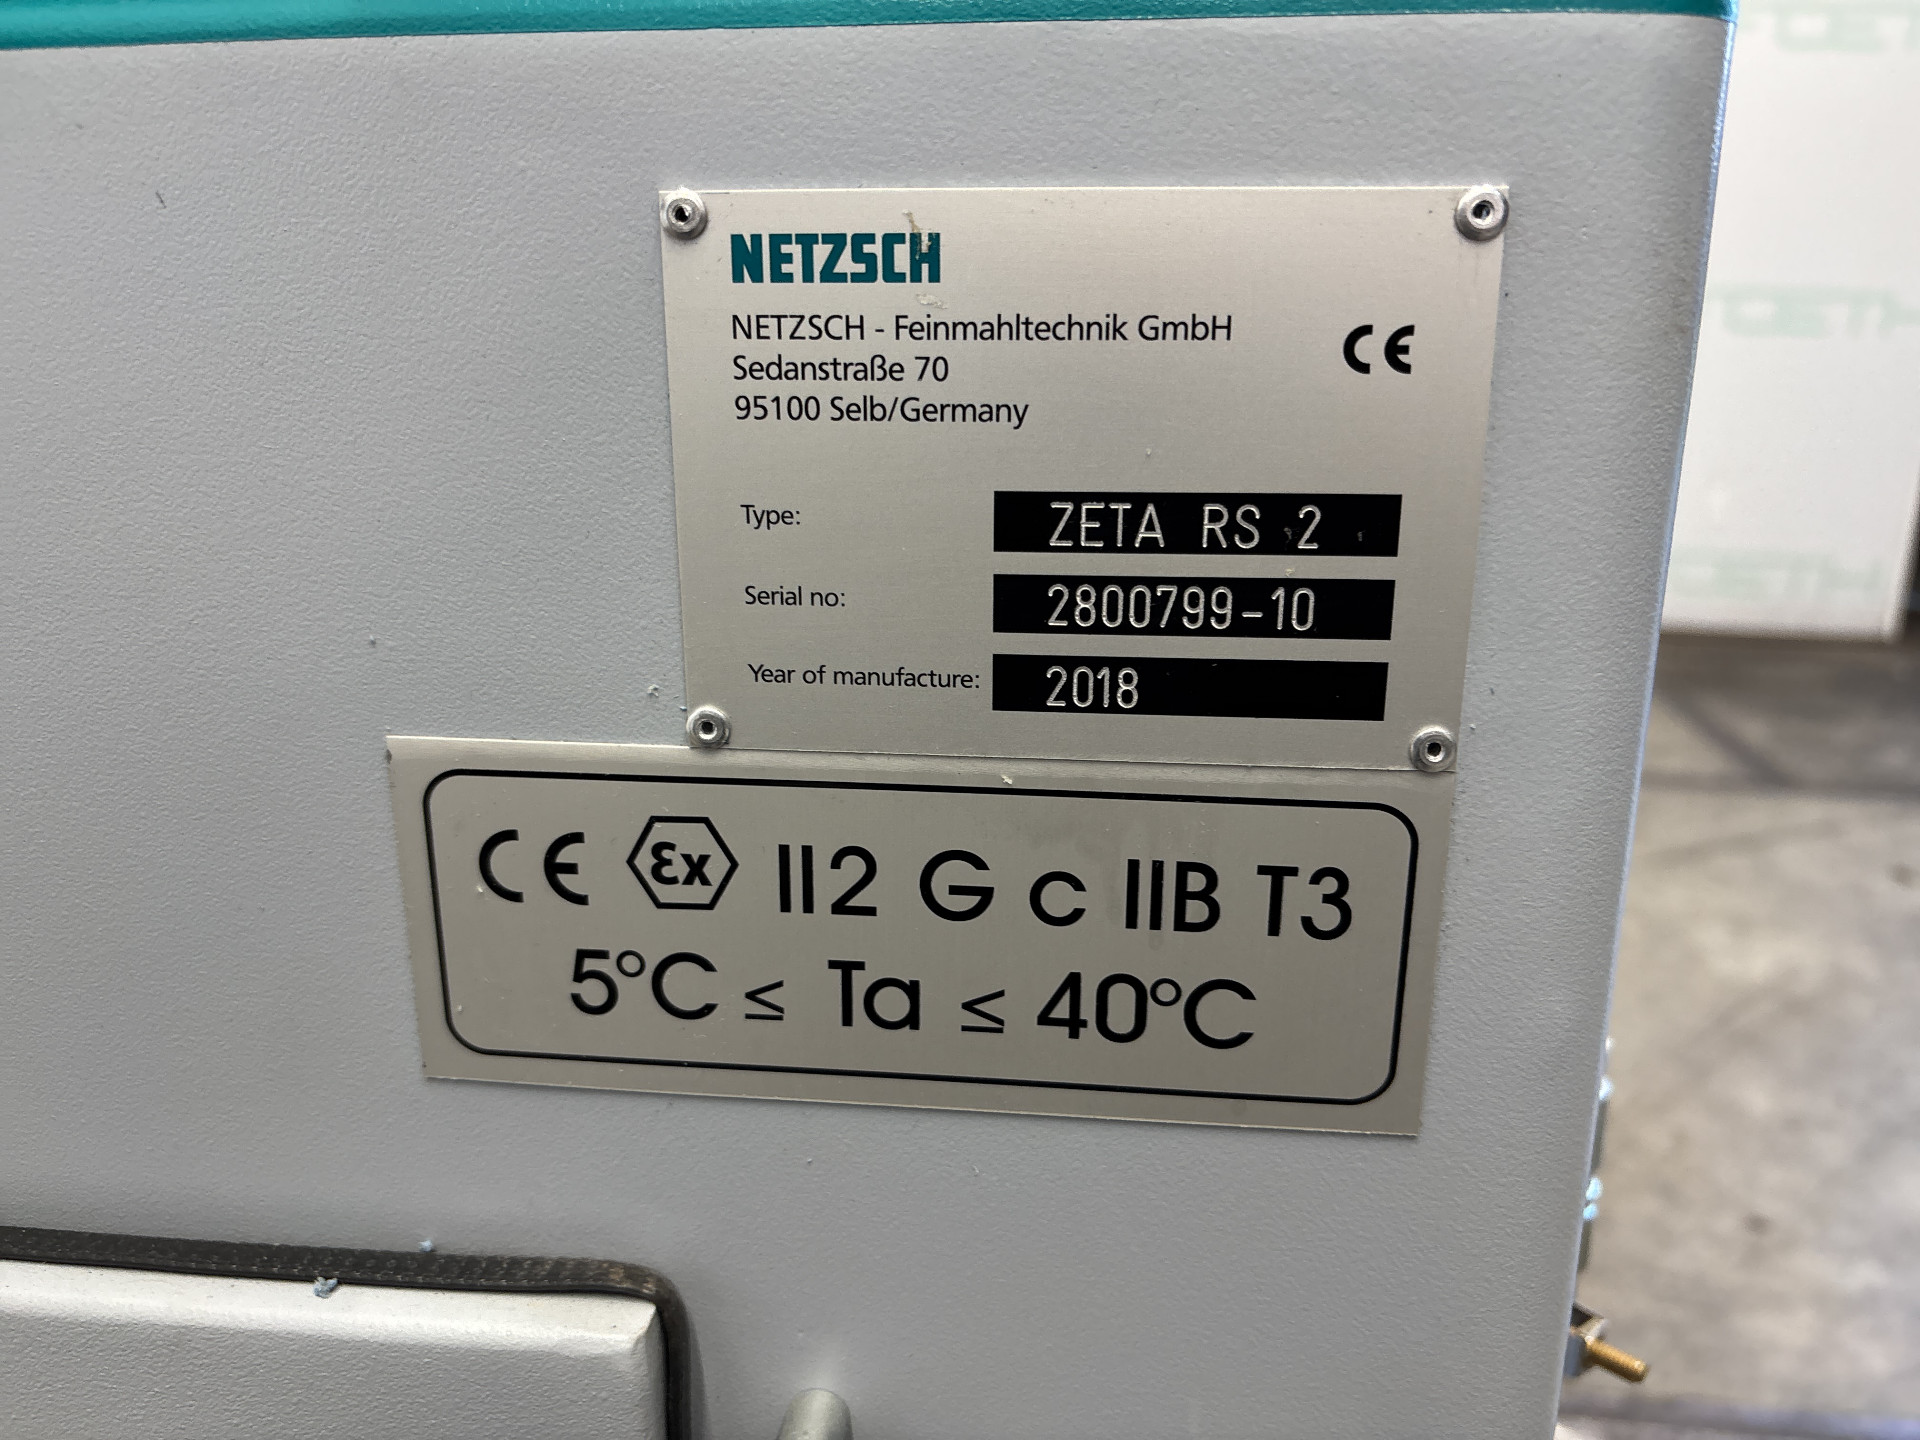 NETZSCH
NETZSCH - Feinmahltechnik GmbH
Sedanstraße 70
95100 Selb/Germany
CE
Type: ZETA RS 2
Serial no: 2800799-10
Year of manufacture: 2018
CE Ex II2 G c IIB T3
5°C ≤ Ta ≤ 40°C